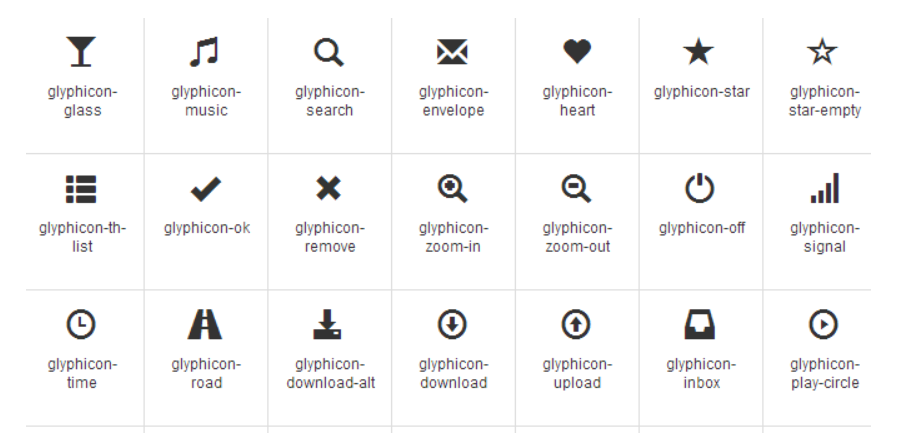 glyphicon-
glass
glyphicon-
music
glyphicon-
search
glyphicon-
envelope
glyphicon-
heart
glyphicon-star
glyphicon-
star-empty
glyphicon-th-
list
glyphicon-ok
glyphicon-
remove
glyphicon-
zoom-in
glyphicon-
zoom-out
glyphicon-off
glyphicon-
signal
glyphicon-
time
glyphicon-
road
glyphicon-
download-alt
glyphicon-
download
glyphicon-
upload
glyphicon-
inbox
glyphicon-
play-circle